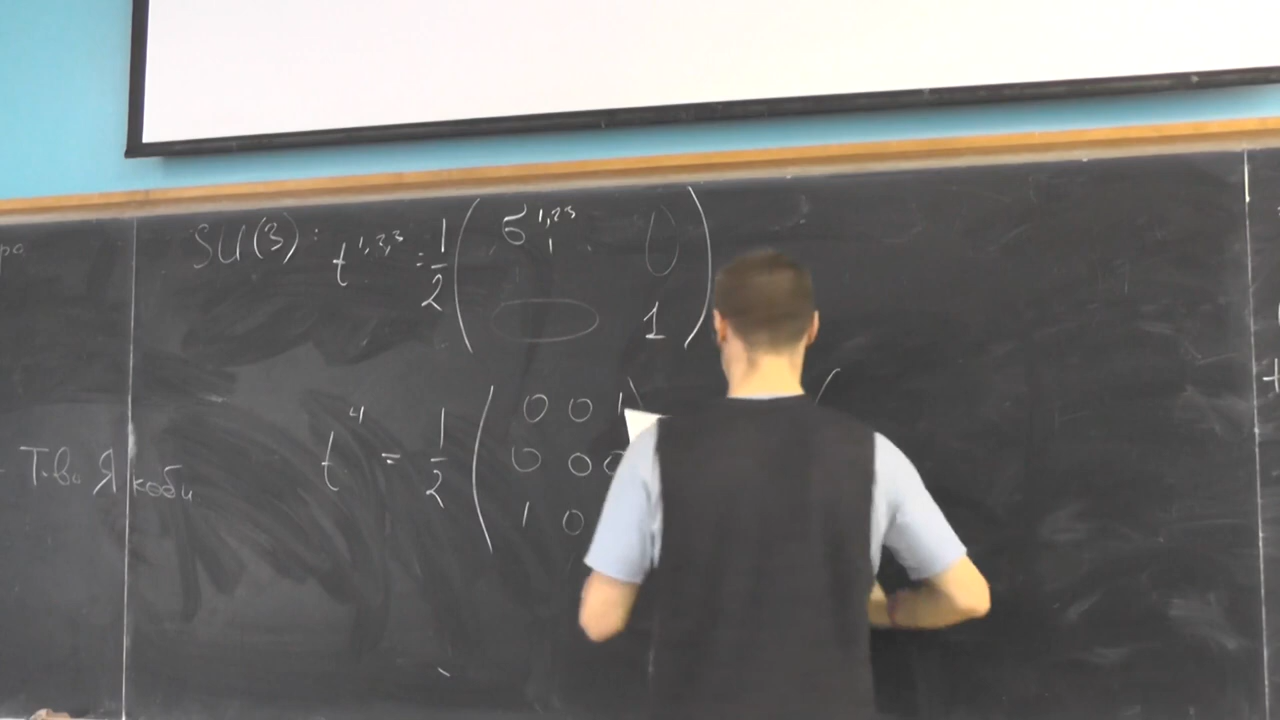 SU(3): t^{1,2,3} = 1/2 ( σ^{1,2,3} 0
0 1 )
t^4 = 1/2 ( 0 0 1 )
0 0 0
1 0
Т-во Якоби